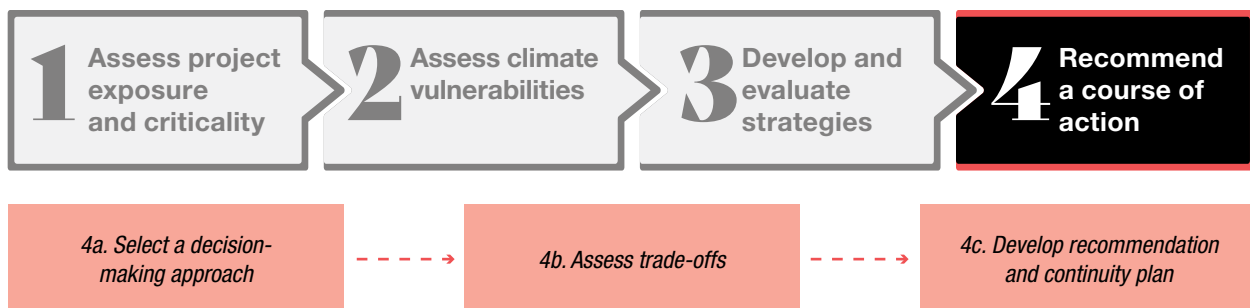 1 Assess project
exposure
and criticality
2 Assess climate
vulnerabilities
3 Develop and
evaluate
strategies
4 Recommend
a course of
action
4a. Select a decision-
making approach
4b. Assess trade-offs
4c. Develop recommendation
and continuity plan